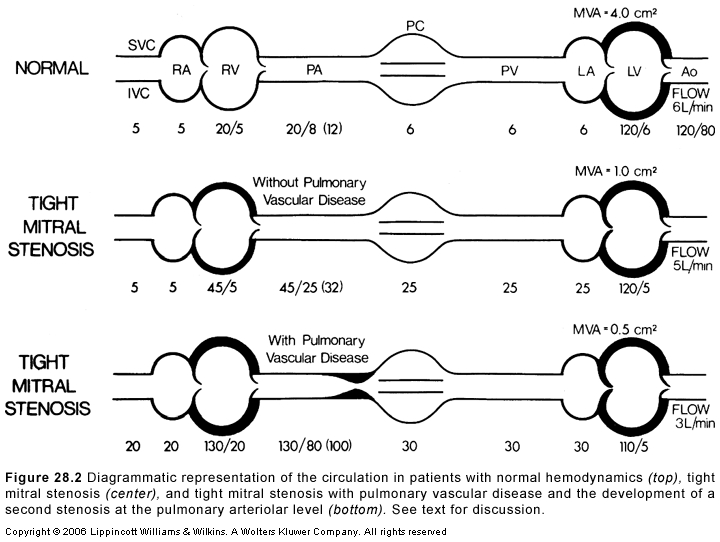 MVA = 4.0 cm²
PC
SVC
NORMAL RA RV PA PV LA LV Ao
IVC FLOW
6L/min
5 5 20/5 20/8 (12) 6 6 6 120/6 120/80
MVA = 1.0 cm²
Without Pulmonary
Vascular Disease
TIGHT
MITRAL
STENOSIS
FLOW
5L/min
5 5 45/5 45/25 (32) 25 25 25 120/5
MVA = 0.5 cm²
With Pulmonary
Vascular Disease
TIGHT
MITRAL
STENOSIS
FLOW
3L/min
20 20 130/20 130/80 (100) 30 30 30 110/5
Figure 28.2 Diagrammatic representation of the circulation in patients with normal hemodynamics (top), tight
mitral stenosis (center), and tight mitral stenosis with pulmonary vascular disease and the development of a
second stenosis at the pulmonary arteriolar level (bottom). See text for discussion.
Copyright © 2006 Lippincott Williams & Wilkins. A Wolters Kluwer Company. All rights reserved